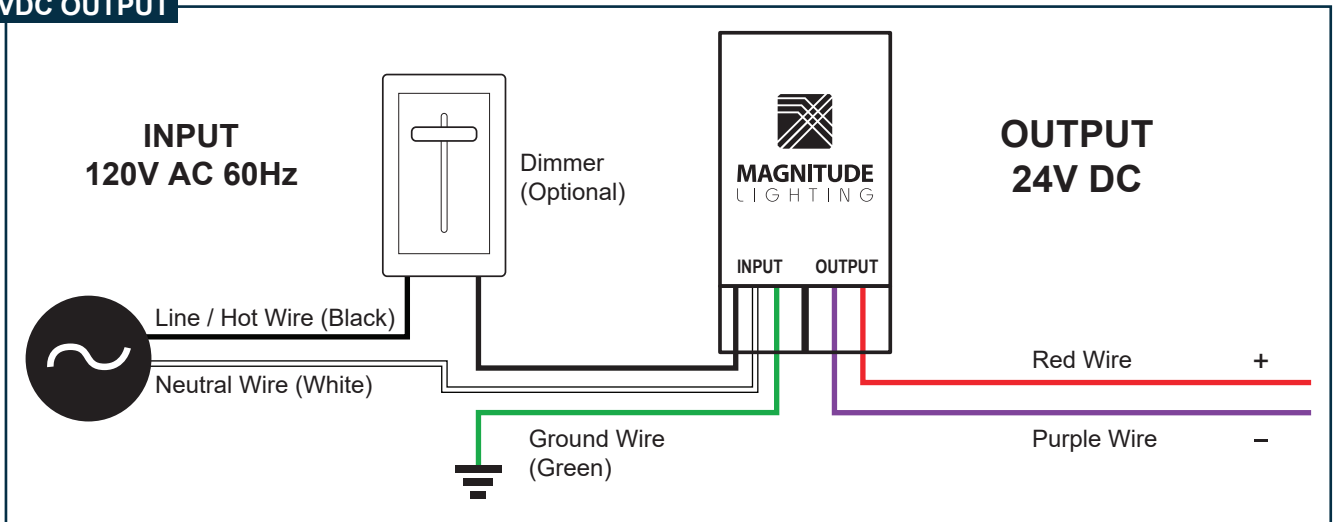 VDC OUTPUT
INPUT
120V AC 60Hz
Dimmer
(Optional)
MAGNITUDE
LIGHTING
INPUT OUTPUT
OUTPUT
24V DC
Line / Hot Wire (Black)
Neutral Wire (White)
Ground Wire
(Green)
Red Wire +
Purple Wire −